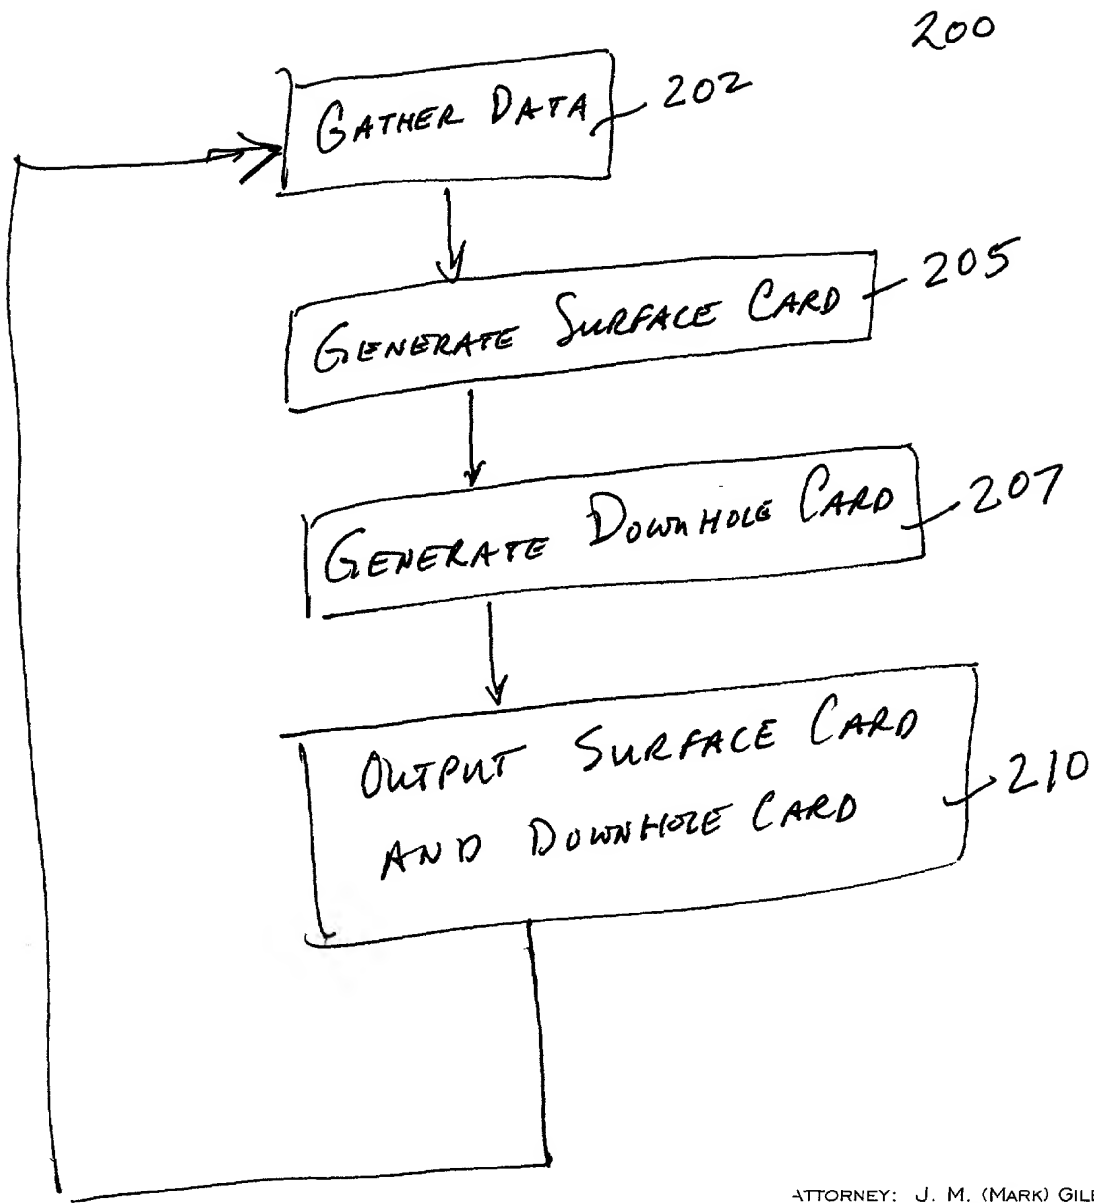 200
GATHER DATA
202
GENERATE SURFACE CARD
205
GENERATE DOWNHOLE CARD
207
OUTPUT SURFACE CARD
AND DOWNHOLE CARD
210
ATTORNEY: J. M. (MARK)